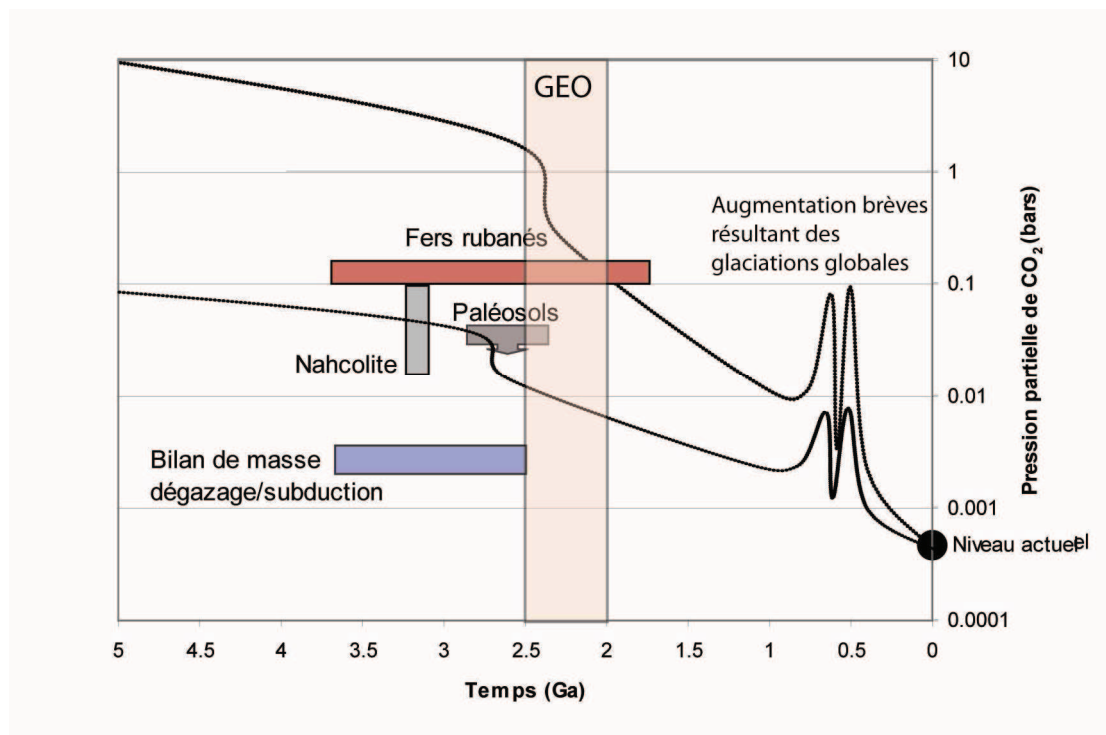 GEO
10
1
Augmentation brèves
résultant des
glaciations globales
Fers rubanés
0.1
Paléosols
Nahcolite
0.01
Bilan de masse
dégazage/subduction
0.001
Niveau actuel
0.0001
Pression partielle de CO2 (bars)
5 4.5 4 3.5 3 2.5 2 1.5 1 0.5 0
Temps (Ga)